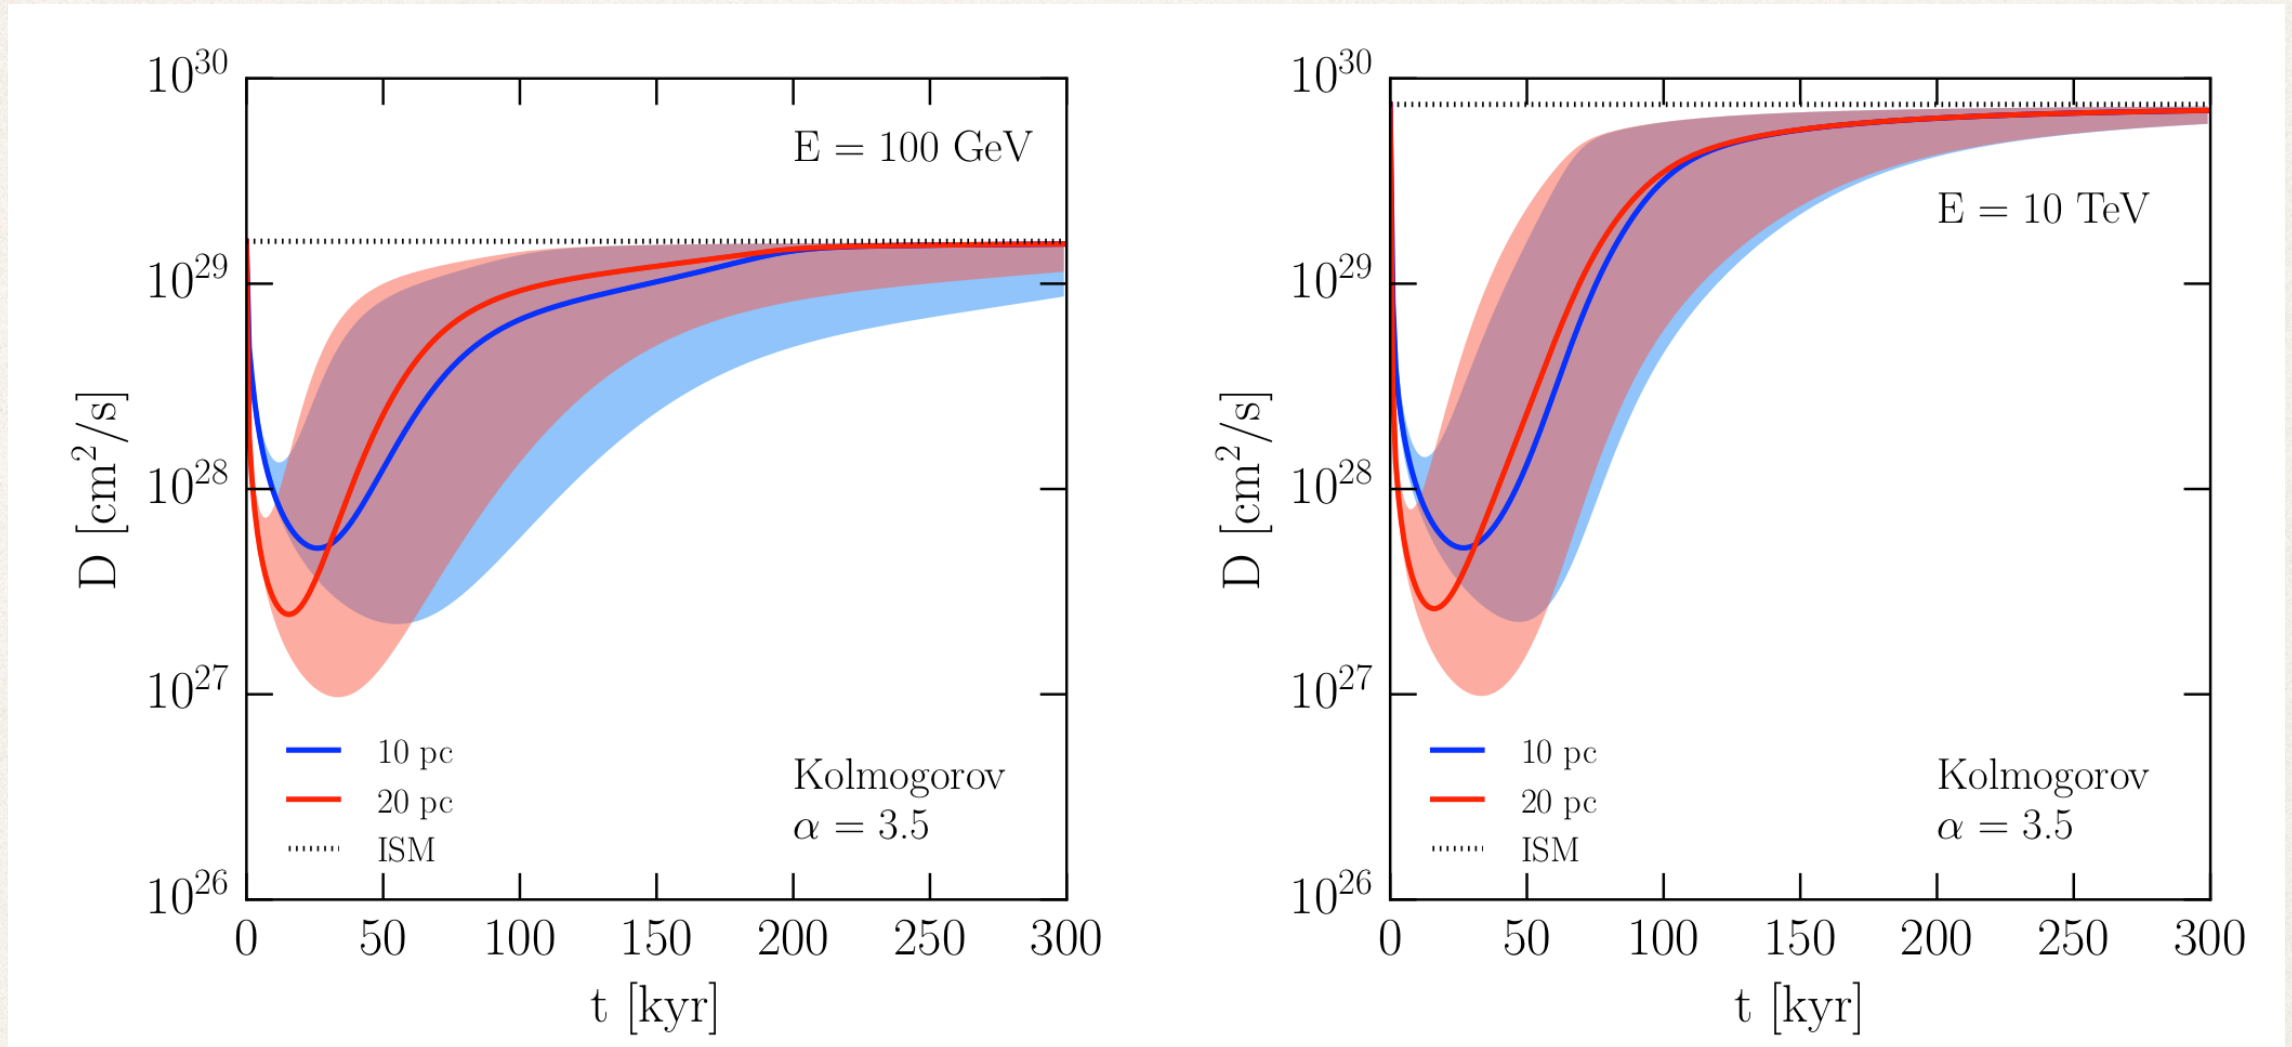 10^30
10^29
10^28
10^27
10^26
D [cm^2/s]
E = 100 GeV
10 pc
20 pc
ISM
Kolmogorov
α = 3.5
0 50 100 150 200 250 300
t [kyr]
10^30
10^29
10^28
10^27
10^26
D [cm^2/s]
E = 10 TeV
10 pc
20 pc
ISM
Kolmogorov
α = 3.5
0 50 100 150 200 250 300
t [kyr]